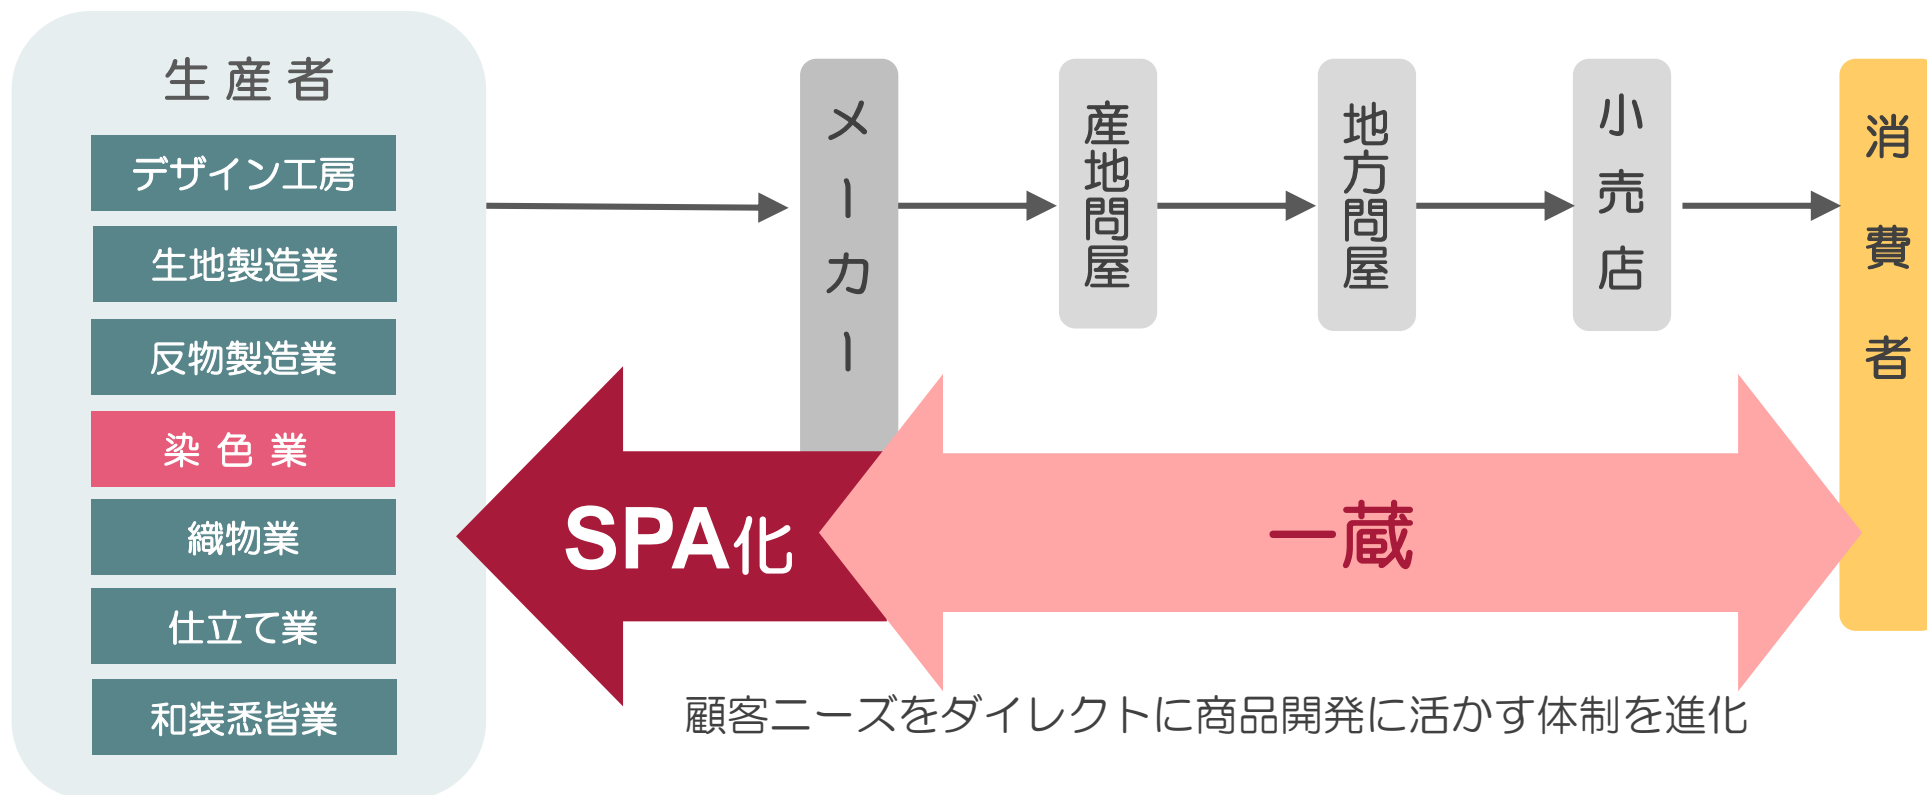 生産者
デザイン工房
生地製造業
反物製造業
染色業
織物業
仕立て業
和装悉皆業
メーカー
産地問屋
地方問屋
小売店
消費者
SPA化
一蔵
顧客ニーズをダイレクトに商品開発に活かす体制を進化